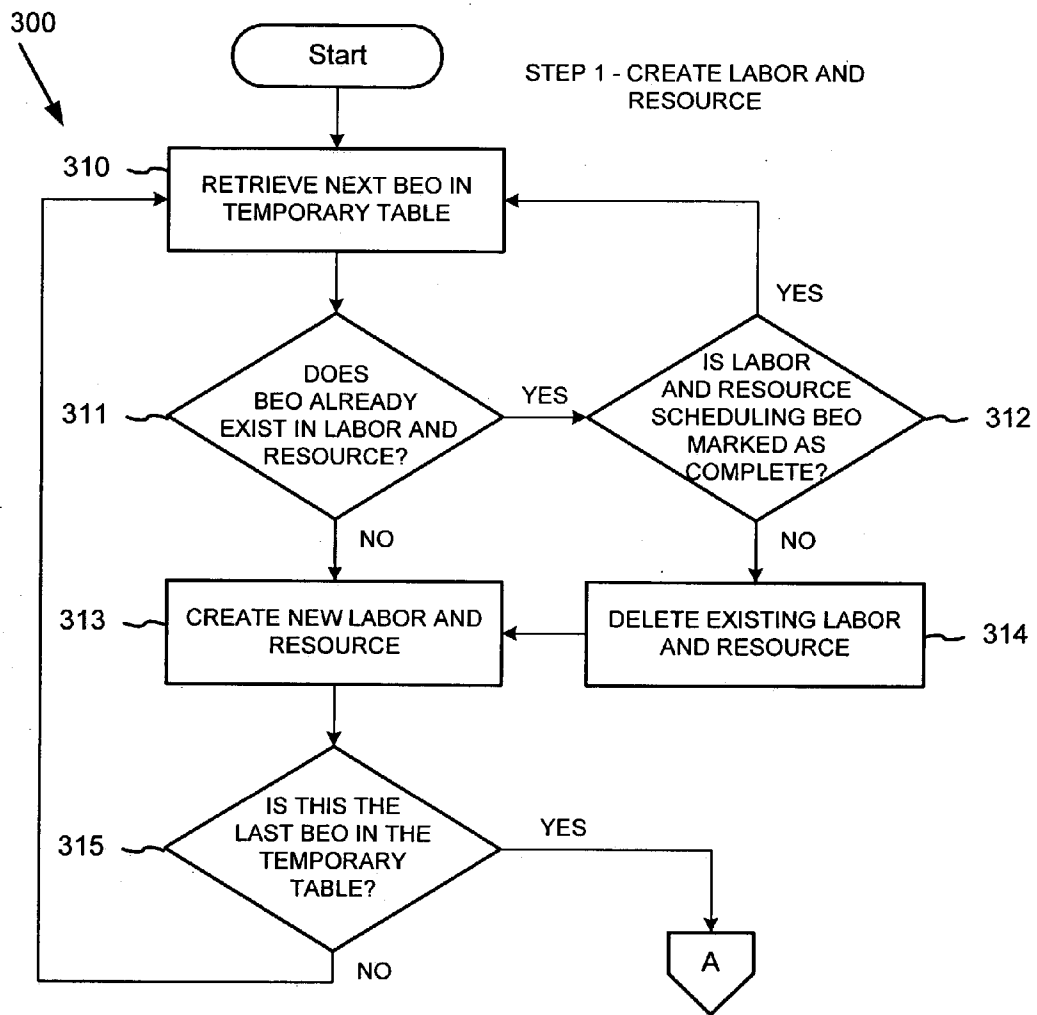 300
Start
STEP 1 - CREATE LABOR AND
RESOURCE
310
RETRIEVE NEXT BEO IN
TEMPORARY TABLE
YES
DOES
BEO ALREADY
EXIST IN LABOR AND
RESOURCE?
311
YES
IS LABOR
AND RESOURCE
SCHEDULING BEO
MARKED AS
COMPLETE?
312
NO
NO
313
CREATE NEW LABOR AND
RESOURCE
DELETE EXISTING LABOR
AND RESOURCE
314
IS THIS THE
LAST BEO IN THE
TEMPORARY
TABLE?
315
YES
NO
A